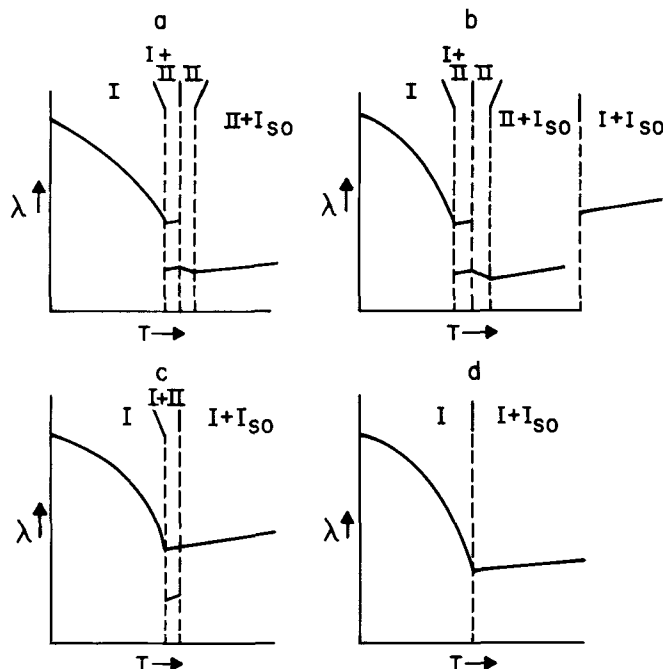 a
I+
I II II
II+ISO
λ
T
b
I+
I II II
II+ISO I+ISO
λ
T
c
I+II
I I+ISO
λ
T
d
I I+ISO
λ
T